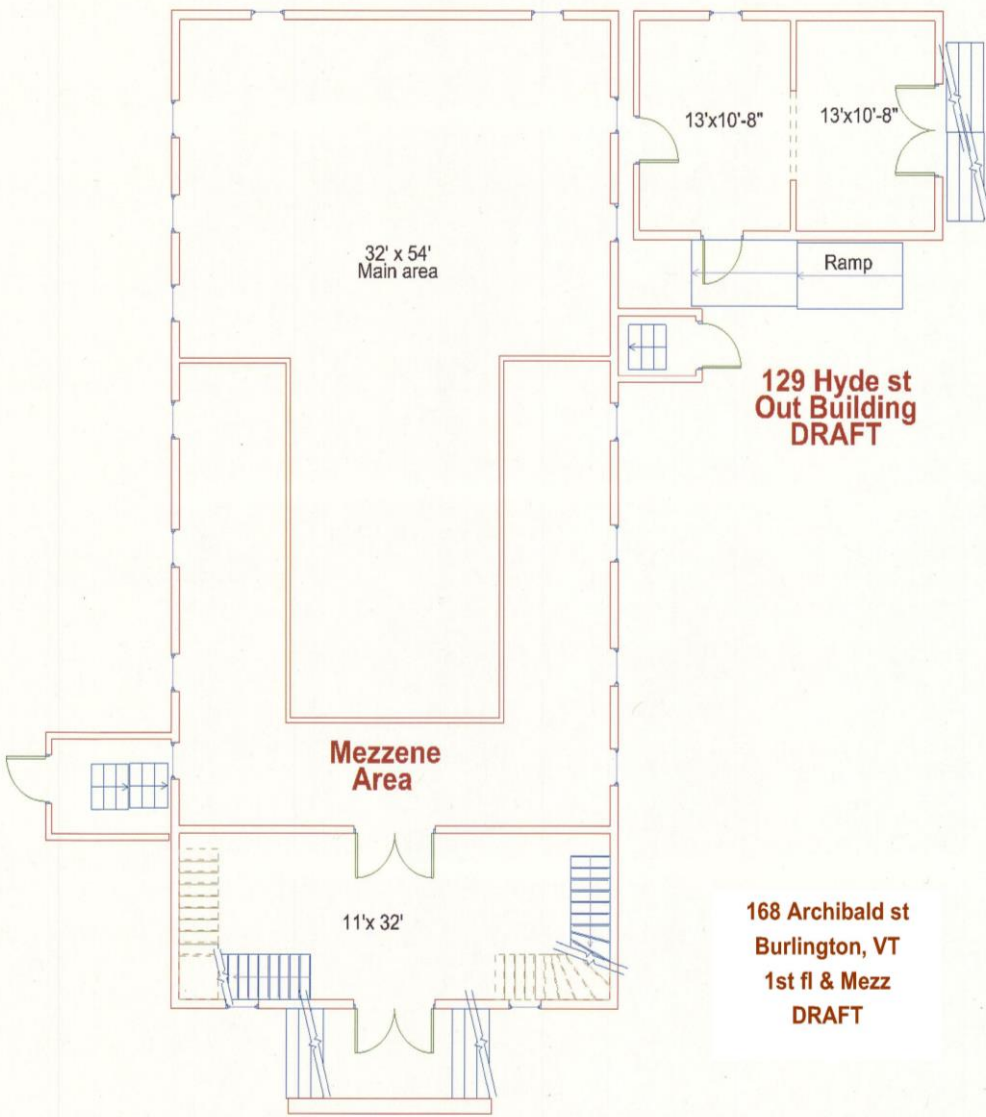 13'x10'-8"
13'x10'-8"
32' x 54'
Main area
Ramp
129 Hyde st
Out Building
DRAFT
Mezzene
Area
11'x 32'
168 Archibald st
Burlington, VT
1st fl & Mezz
DRAFT